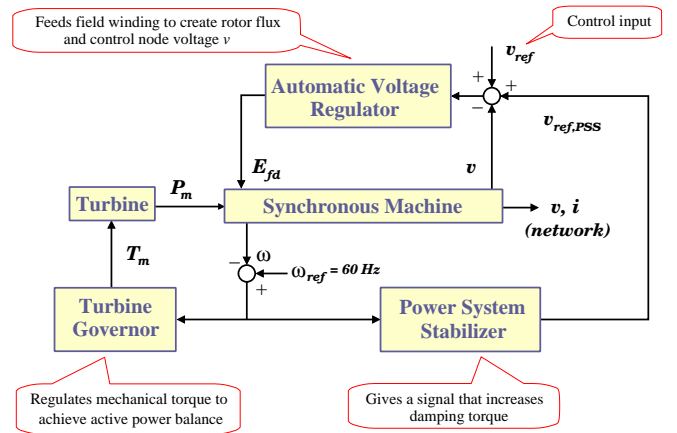 Feeds field winding to create rotor flux
and control node voltage v
Control input
v_ref
+
+
−
Automatic Voltage
Regulator
v_ref,PSS
E_fd
v
P_m
Turbine
Synchronous Machine
v, i
(network)
T_m
−
ω
ω_ref = 60 Hz
+
Turbine
Governor
Power System
Stabilizer
Regulates mechanical torque to
achieve active power balance
Gives a signal that increases
damping torque